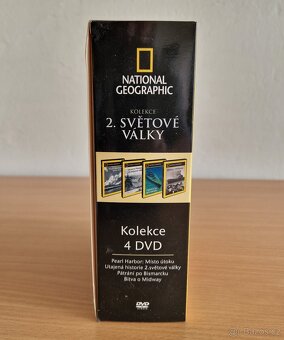 NATIONAL
GEOGRAPHIC
KOLEKCE
2. SVĚTOVÉ
VÁLKY
Kolekce
4 DVD
Pearl Harbor: Místo útoku
Utajená historie 2.světové války
Pátrání po Bismarcku
Bitva o Midway
DVD